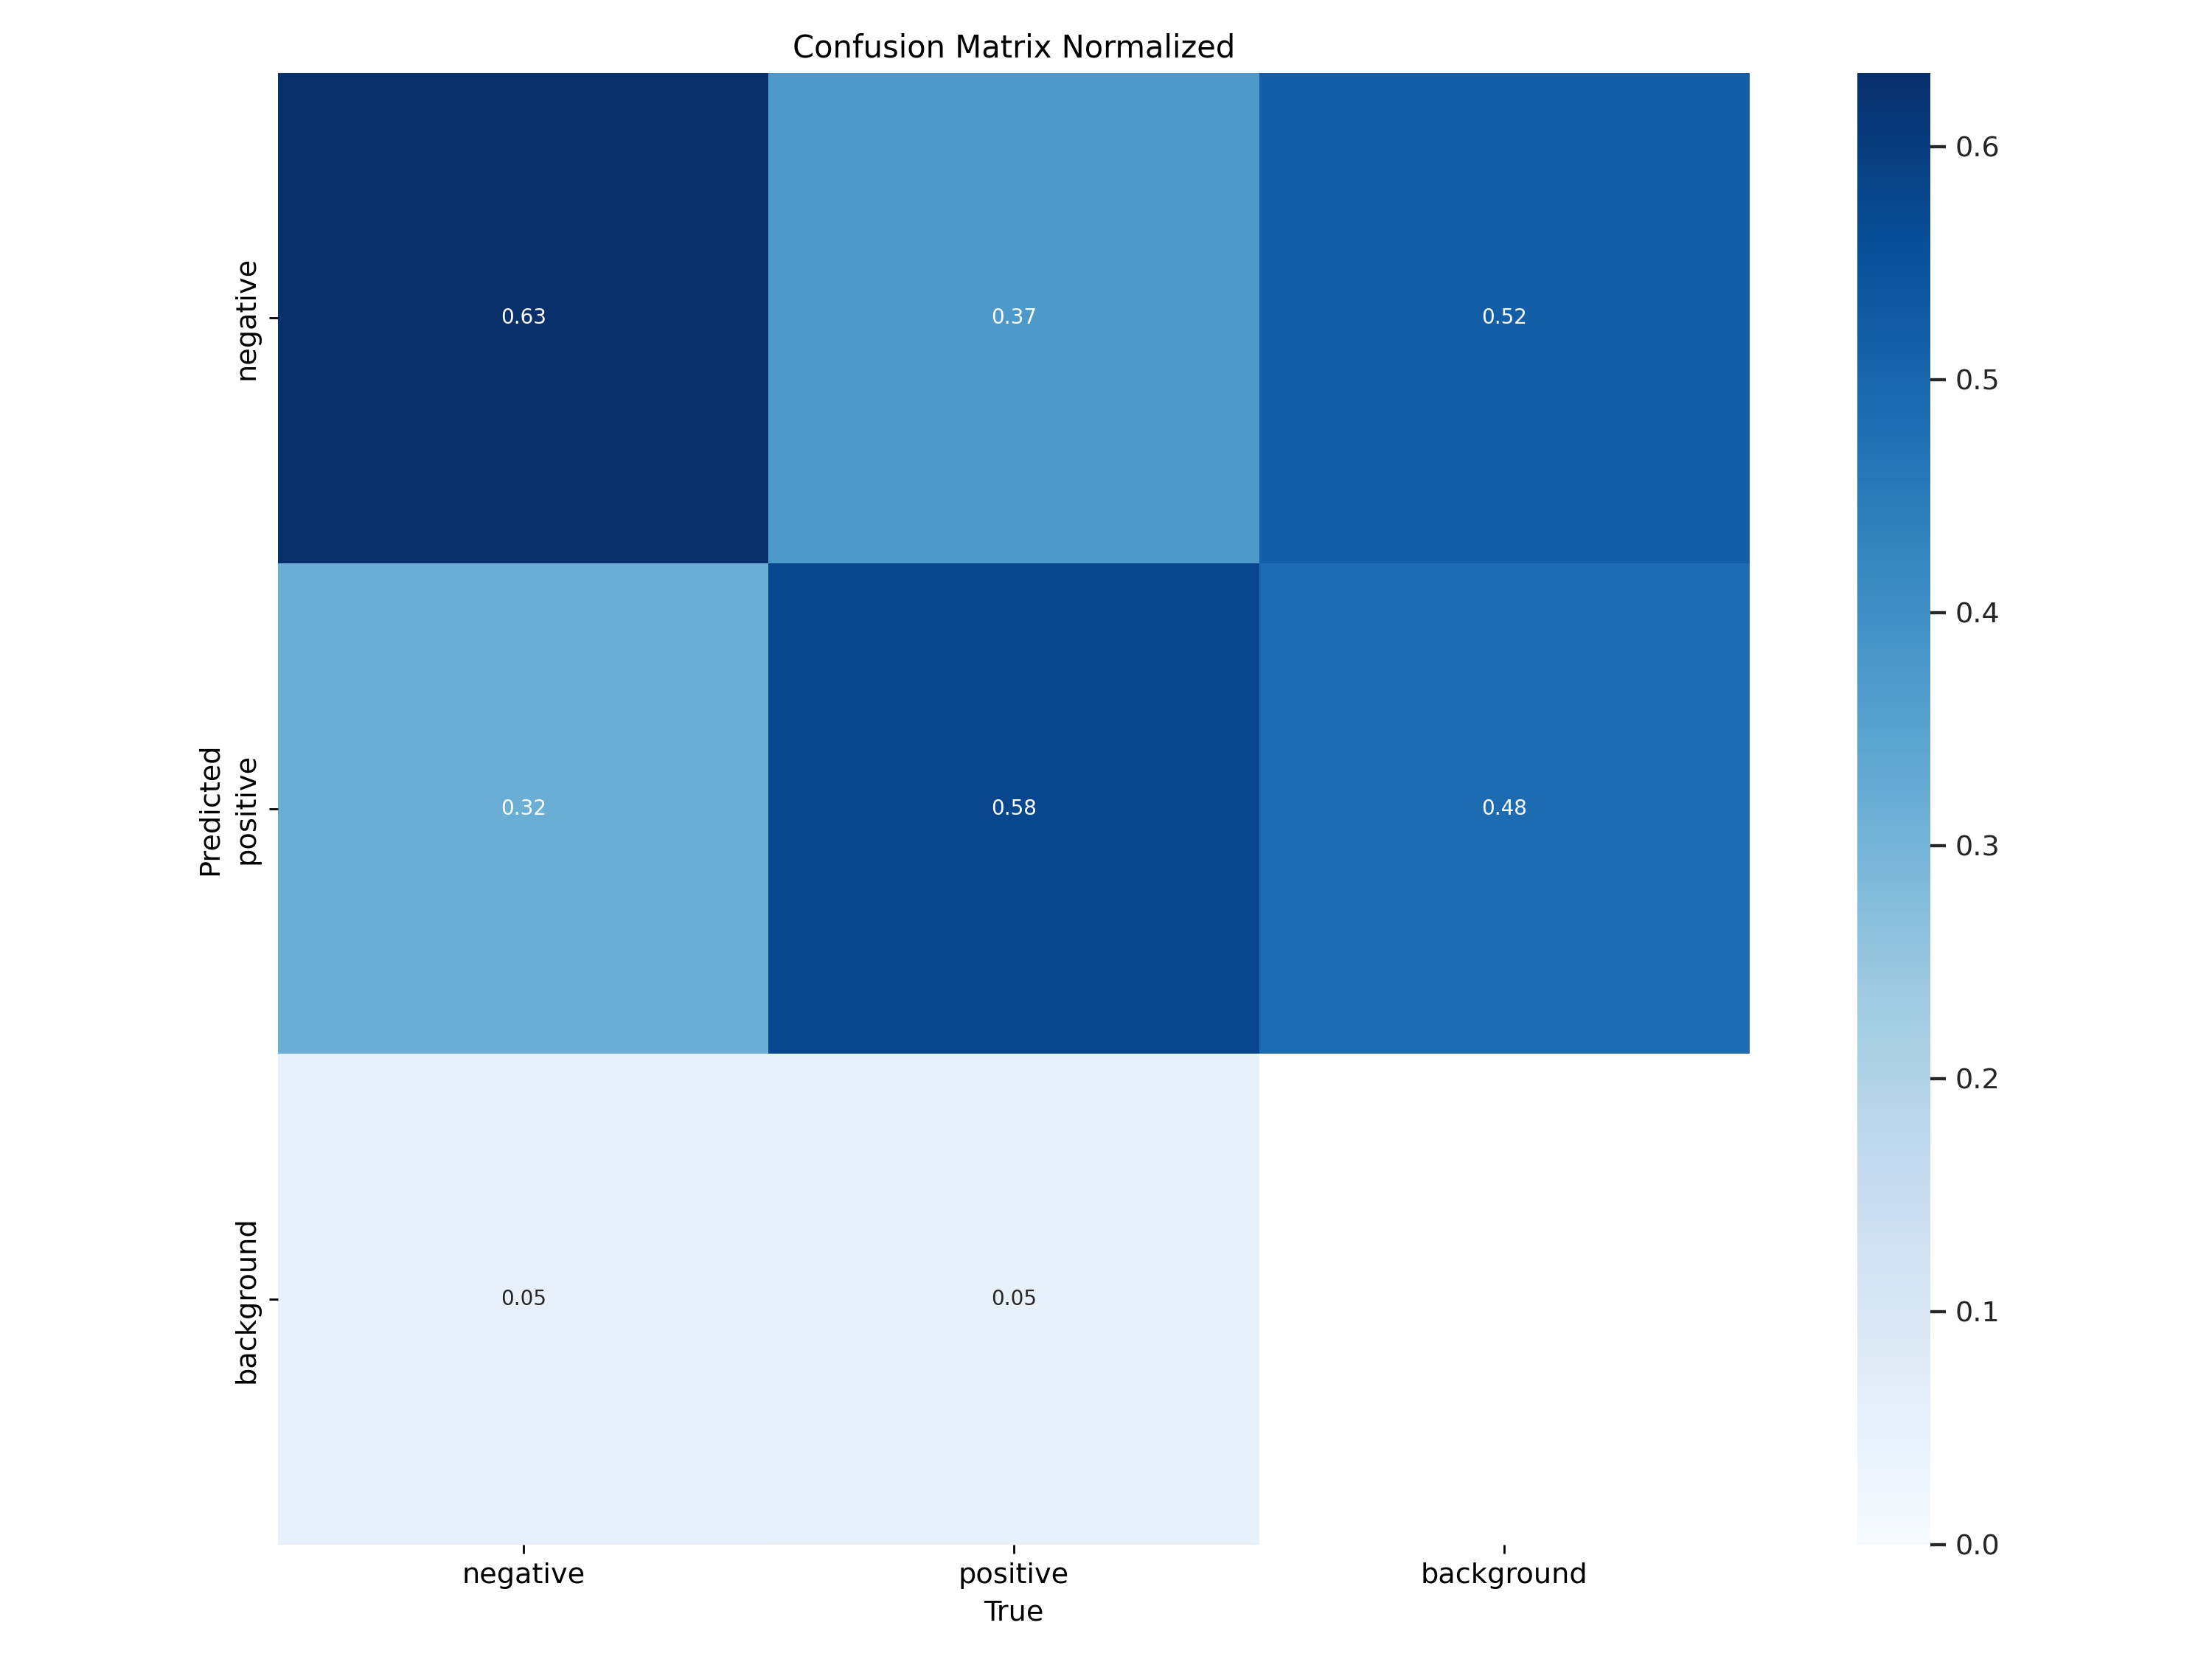 Confusion Matrix Normalized
negative
0.63
0.37
0.52
Predicted
positive
0.32
0.58
0.48
background
0.05
0.05
negative
positive
background
True
0.6
0.5
0.4
0.3
0.2
0.1
0.0